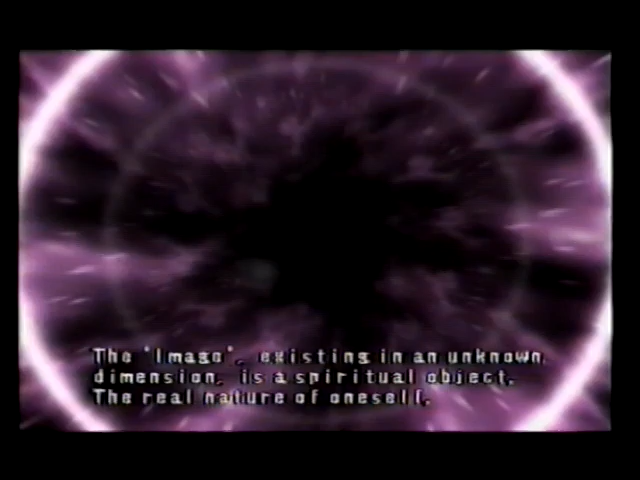 The "Imago", existing in an unknown
dimension, is a spiritual object.
The real nature of oneself.